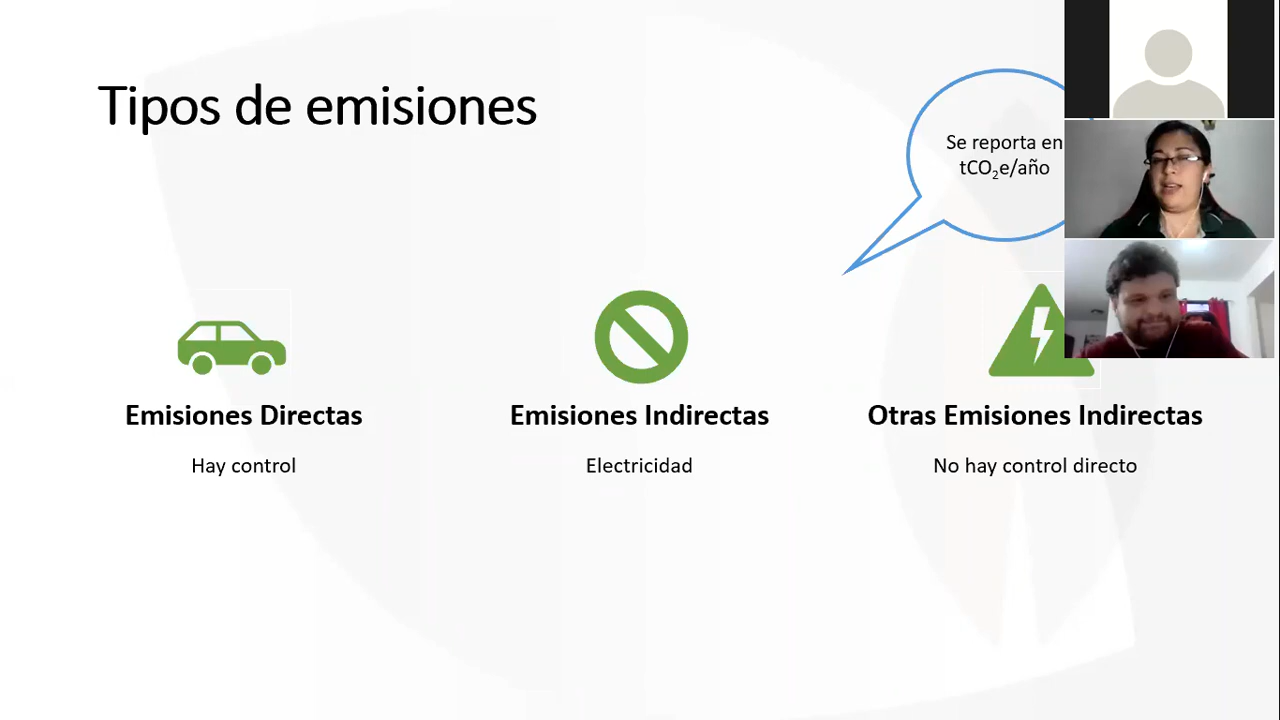 Tipos de emisiones
Se reporta en
tCO₂e/año
Emisiones Directas
Hay control
Emisiones Indirectas
Electricidad
Otras Emisiones Indirectas
No hay control directo